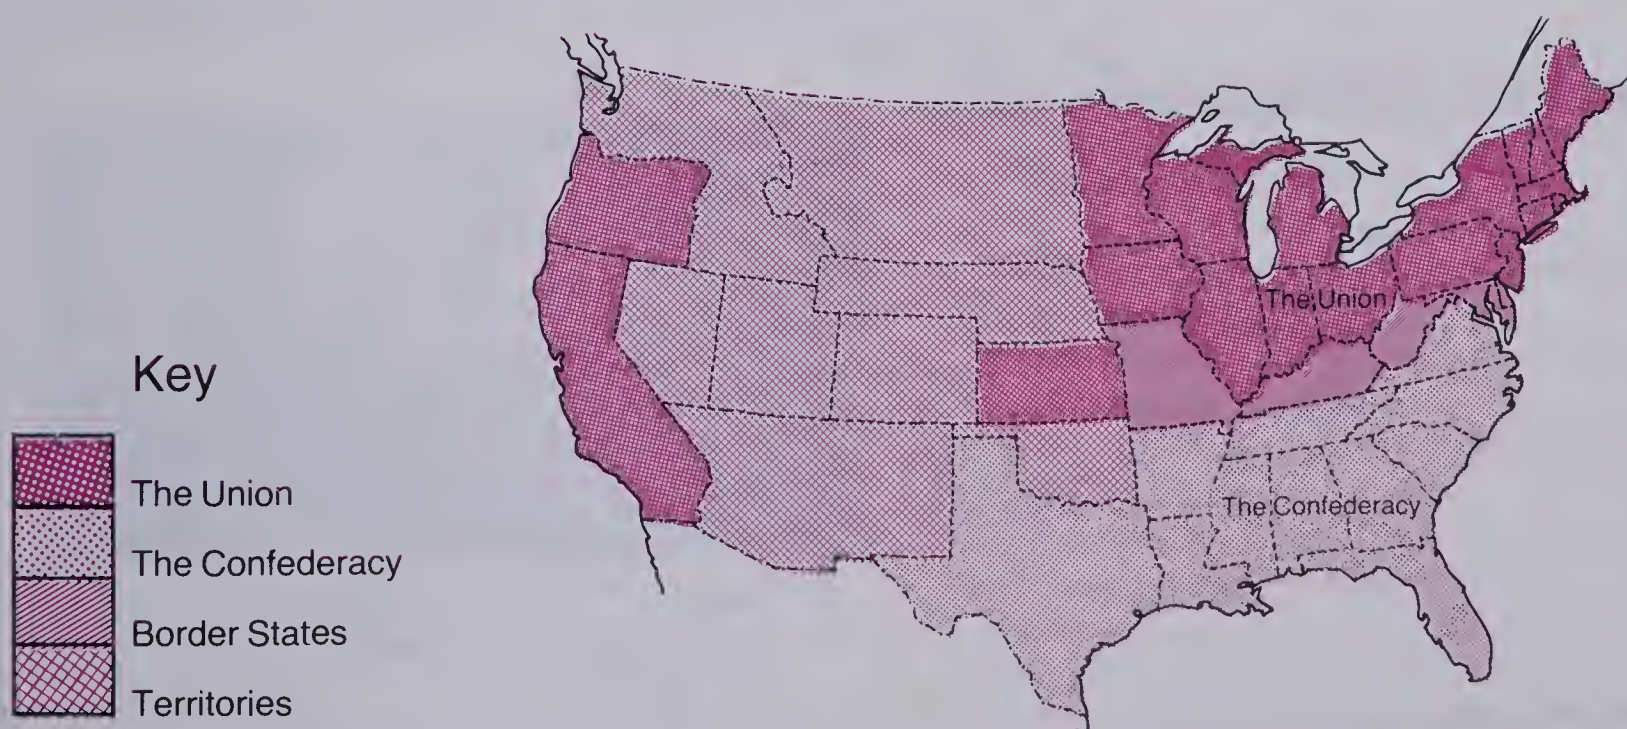 Key
The Union
The Confederacy
Border States
Territories
The Union
The Confederacy